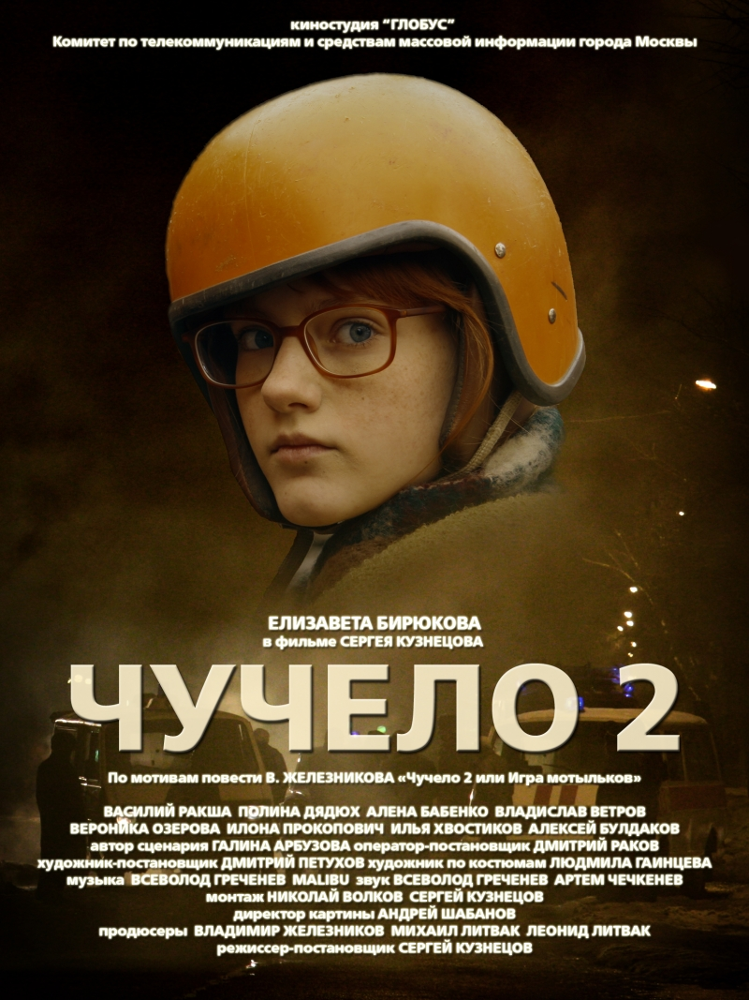 киностудия "ГЛОБУС"
Комитет по телекоммуникациям и средствам массовой информации города Москвы
ЕЛИЗАВЕТА БИРЮКОВА
в фильме СЕРГЕЯ КУЗНЕЦОВА
ЧУЧЕЛО 2
По мотивам повести В. ЖЕЛЕЗНИКОВА «Чучело 2 или Игра мотыльков»
ВАСИЛИЙ РАКША ПОЛИНА ДЯДЮХ АЛЕНА БАБЕНКО ВЛАДИСЛАВ ВЕТРОВ
ВЕРОНИКА ОЗЕРОВА ИЛОНА ПРОКОПОВИЧ ИЛЬЯ ХВОСТИКОВ АЛЕКСЕЙ БУЛДАКОВ
автор сценария ГАЛИНА АРБУЗОВА оператор-постановщик ДМИТРИЙ РАКОВ
художник-постановщик ДМИТРИЙ ПЕТУХОВ художник по костюмам ЛЮДМИЛА ГАИНЦЕВА
музыка ВСЕВОЛОД ГРЕЧЕНЕВ MALIBU звук ВСЕВОЛОД ГРЕЧЕНЕВ АРТЕМ ЧЕЧКЕНЕВ
монтаж НИКОЛАЙ ВОЛКОВ СЕРГЕЙ КУЗНЕЦОВ
директор картины АНДРЕЙ ШАБАНОВ
продюсеры ВЛАДИМИР ЖЕЛЕЗНИКОВ МИХАИЛ ЛИТВАК ЛЕОНИД ЛИТВАК
режиссер-постановщик СЕРГЕЙ КУЗНЕЦОВ